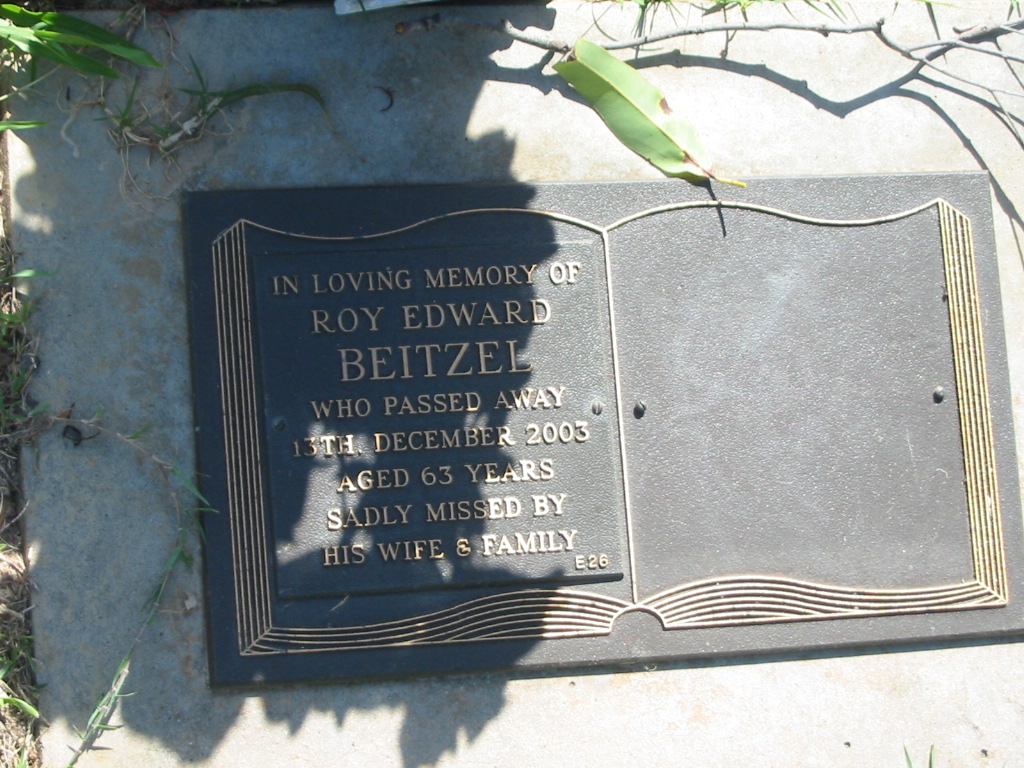 IN LOVING MEMORY OF
ROY EDWARD
BEITZEL
WHO PASSED AWAY
13TH. DECEMBER 2003
AGED 63 YEARS
SADLY MISSED BY
HIS WIFE & FAMILY
E26